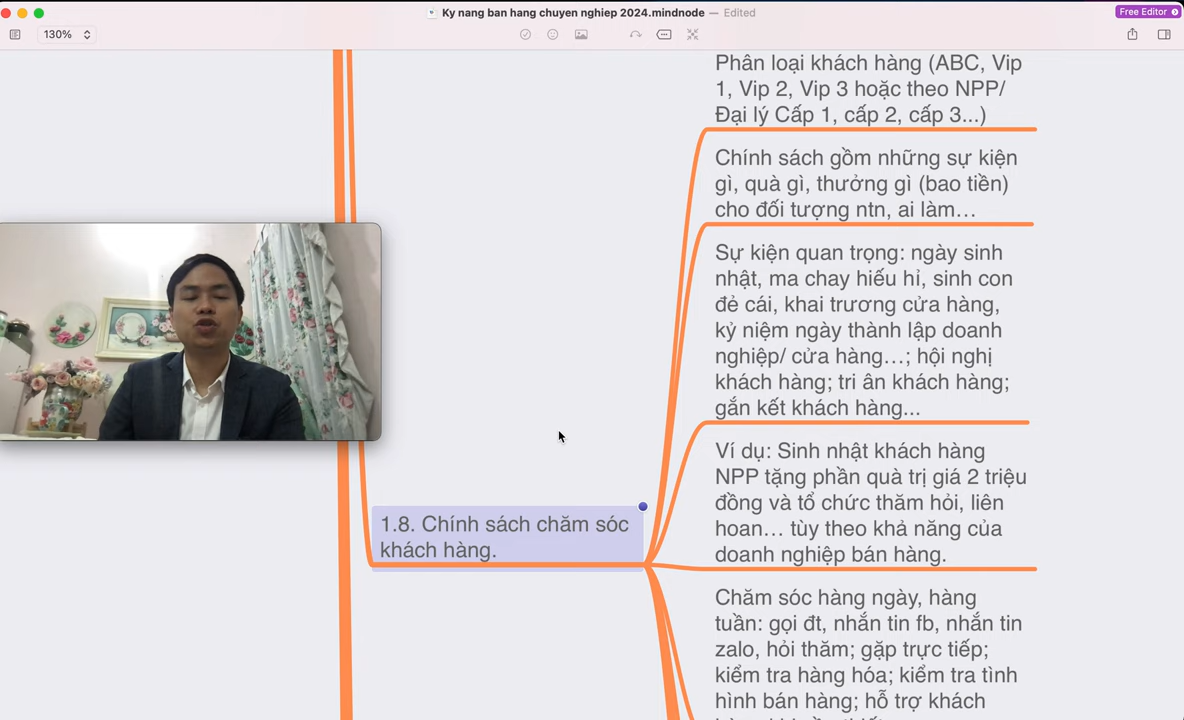 Ky nang ban hang chuyen nghiep 2024.mindnode — Edited
Free Editor
130%
Phân loại khách hàng (ABC, Vip
1, Vip 2, Vip 3 hoặc theo NPP/
Đại lý Cấp 1, cấp 2, cấp 3...)
Chính sách gồm những sự kiện
gì, quà gì, thưởng gì (bao tiền)
cho đối tượng ntn, ai làm…
Sự kiện quan trọng: ngày sinh
nhật, ma chay hiếu hỉ, sinh con
đẻ cái, khai trương cửa hàng,
kỷ niệm ngày thành lập doanh
nghiệp/ cửa hàng…; hội nghị
khách hàng; tri ân khách hàng;
gắn kết khách hàng...
Ví dụ: Sinh nhật khách hàng
NPP tặng phần quà trị giá 2 triệu
đồng và tổ chức thăm hỏi, liên
hoan… tùy theo khả năng của
doanh nghiệp bán hàng.
1.8. Chính sách chăm sóc
khách hàng.
Chăm sóc hàng ngày, hàng
tuần: gọi đt, nhắn tin fb, nhắn tin
zalo, hỏi thăm; gặp trực tiếp;
kiểm tra hàng hóa; kiểm tra tình
hình bán hàng; hỗ trợ khách